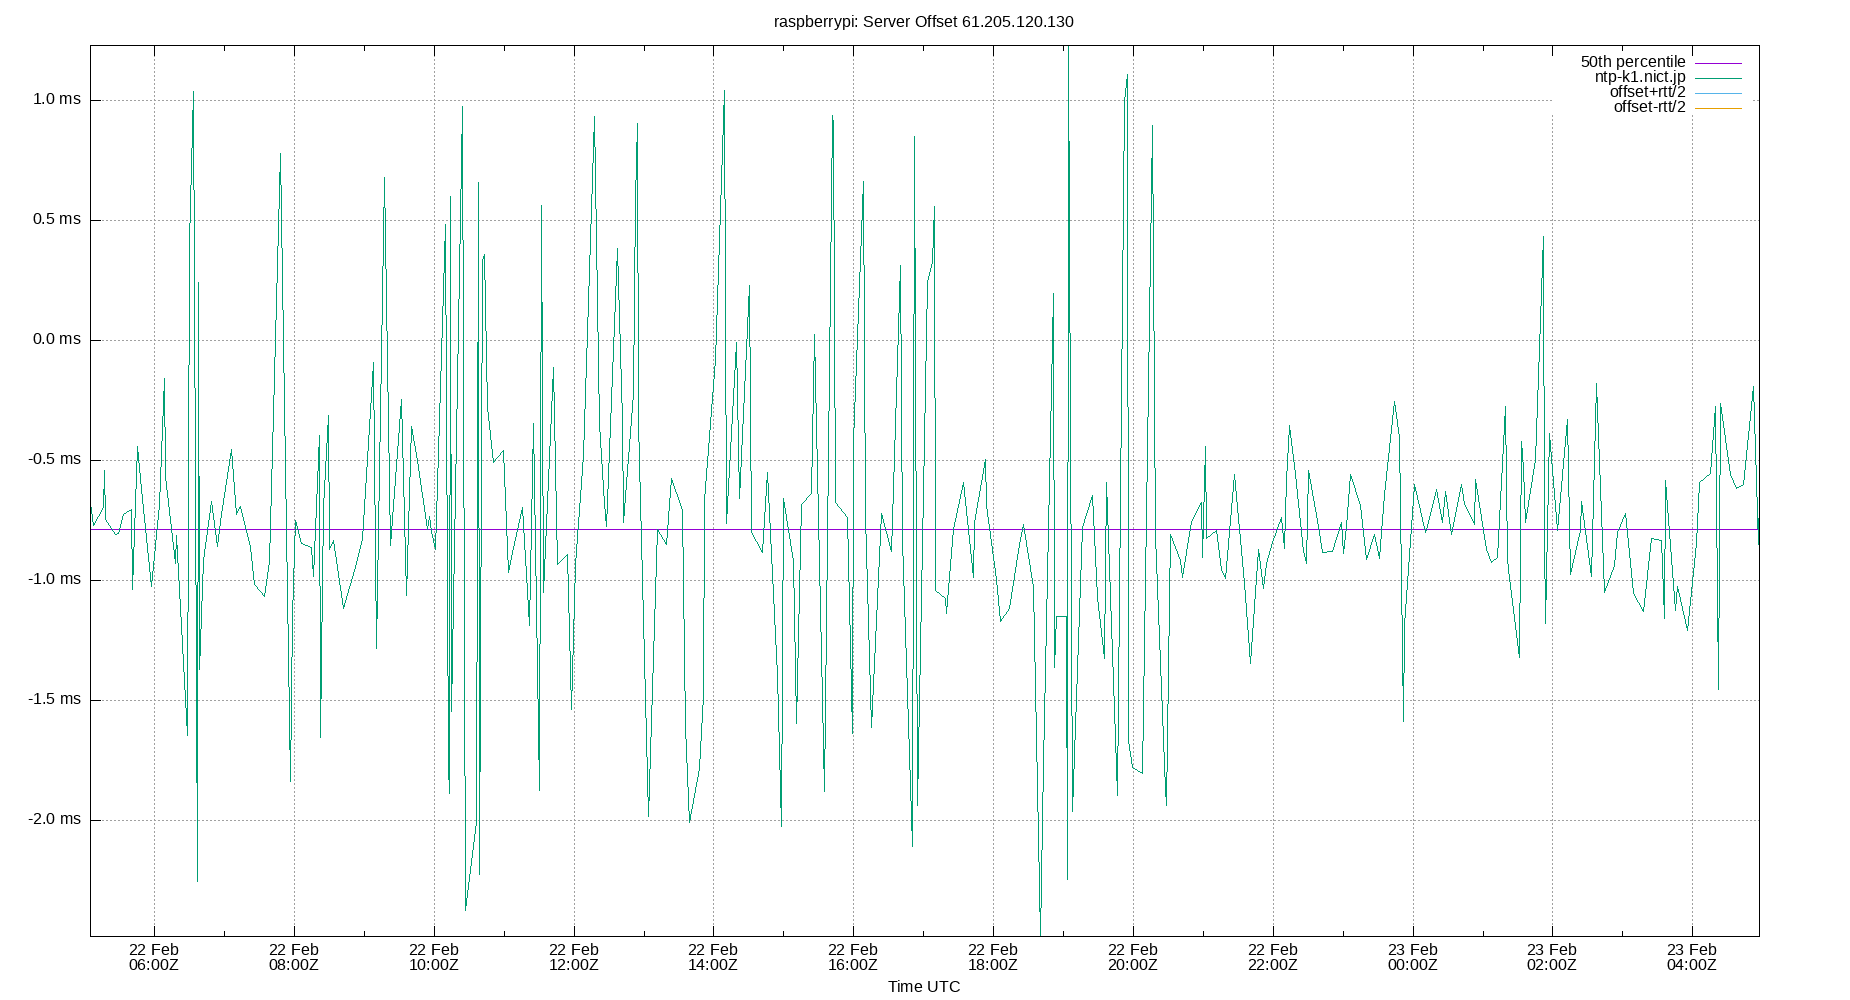 raspberrypi: Server Offset 61.205.120.130
50th percentile
ntp-k1.nict.jp
offset+rtt/2
offset-rtt/2
1.0 ms
0.5 ms
0.0 ms
-0.5 ms
-1.0 ms
-1.5 ms
-2.0 ms
22 Feb 22 Feb 22 Feb 22 Feb 22 Feb 22 Feb 22 Feb 22 Feb 22 Feb 23 Feb 23 Feb 23 Feb
06:00Z 08:00Z 10:00Z 12:00Z 14:00Z 16:00Z 18:00Z 20:00Z 22:00Z 00:00Z 02:00Z 04:00Z
Time UTC